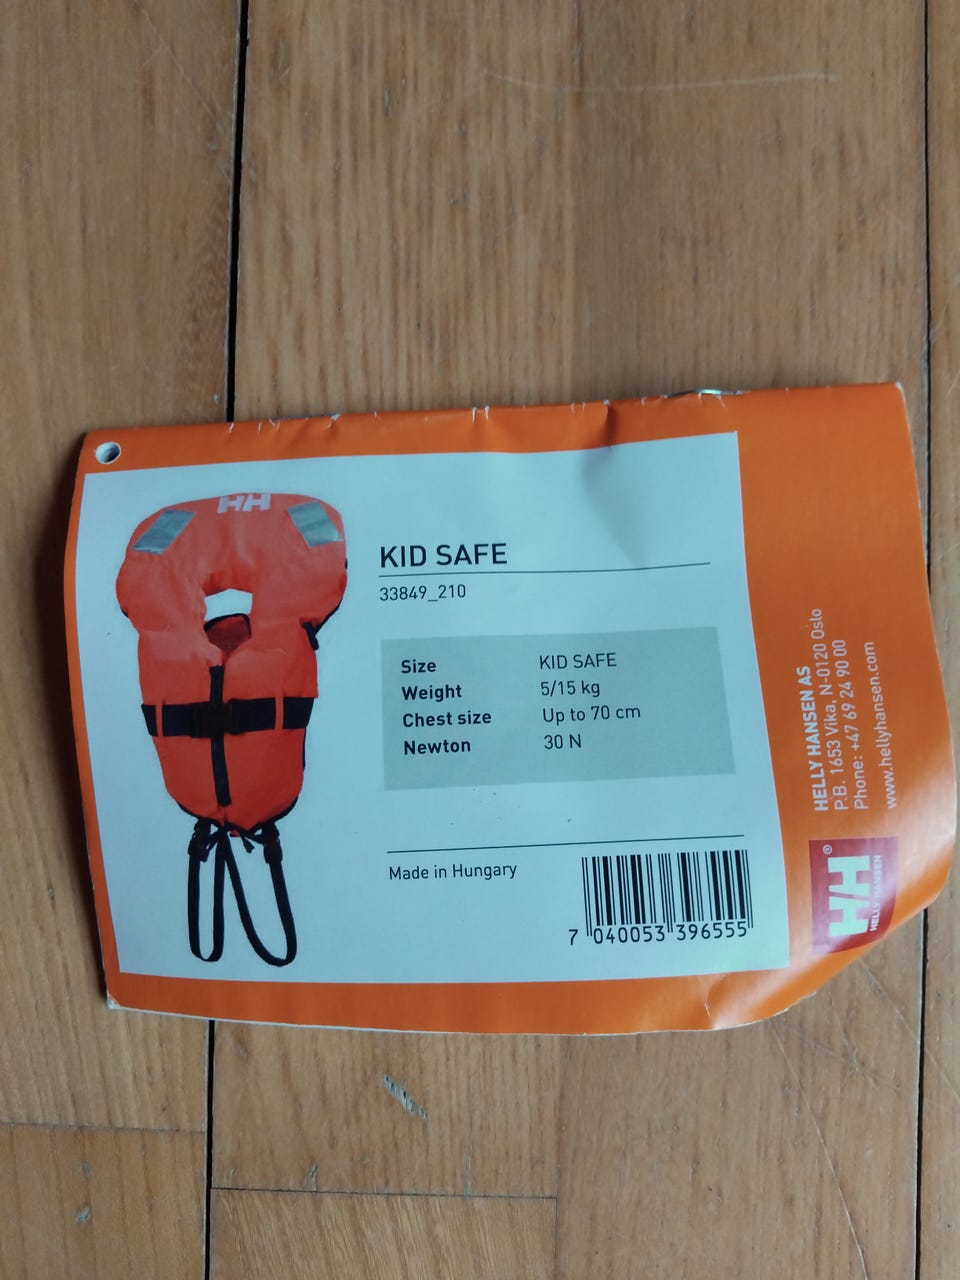 HH
KID SAFE
33849_210
Size KID SAFE
Weight 5/15 kg
Chest size Up to 70 cm
Newton 30 N
Made in Hungary
7 040053 396555
HELLY HANSEN AS
P.B. 1653 Vika, N-0120 Oslo
Phone: +47 69 24 90 00
www.hellyhansen.com
HH®
HELLY HANSEN